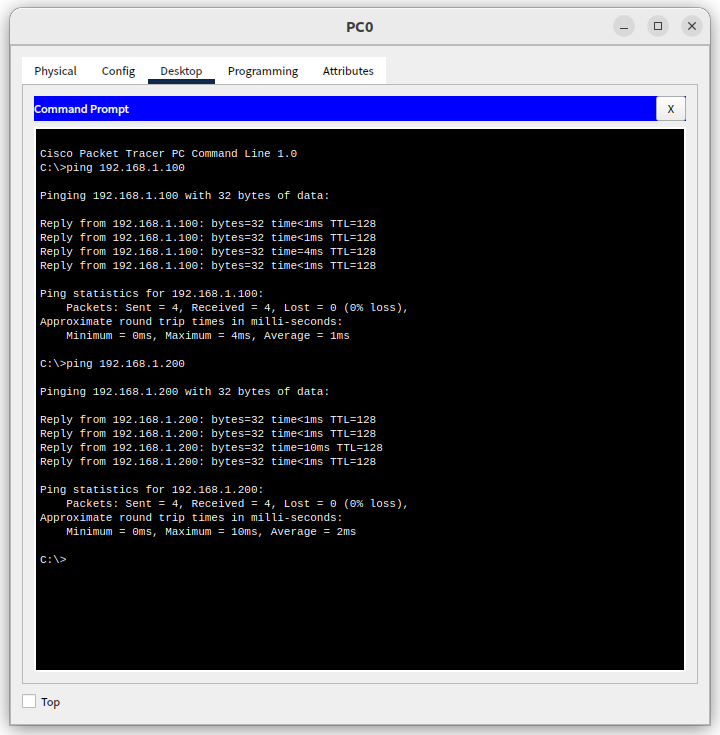 PC0
Physical Config Desktop Programming Attributes
Command Prompt X
Cisco Packet Tracer PC Command Line 1.0
C:\>ping 192.168.1.100
Pinging 192.168.1.100 with 32 bytes of data:
Reply from 192.168.1.100: bytes=32 time<1ms TTL=128
Reply from 192.168.1.100: bytes=32 time<1ms TTL=128
Reply from 192.168.1.100: bytes=32 time=4ms TTL=128
Reply from 192.168.1.100: bytes=32 time<1ms TTL=128
Ping statistics for 192.168.1.100:
    Packets: Sent = 4, Received = 4, Lost = 0 (0% loss),
Approximate round trip times in milli-seconds:
    Minimum = 0ms, Maximum = 4ms, Average = 1ms
C:\>ping 192.168.1.200
Pinging 192.168.1.200 with 32 bytes of data:
Reply from 192.168.1.200: bytes=32 time<1ms TTL=128
Reply from 192.168.1.200: bytes=32 time<1ms TTL=128
Reply from 192.168.1.200: bytes=32 time=10ms TTL=128
Reply from 192.168.1.200: bytes=32 time<1ms TTL=128
Ping statistics for 192.168.1.200:
    Packets: Sent = 4, Received = 4, Lost = 0 (0% loss),
Approximate round trip times in milli-seconds:
    Minimum = 0ms, Maximum = 10ms, Average = 2ms
C:\>
Top